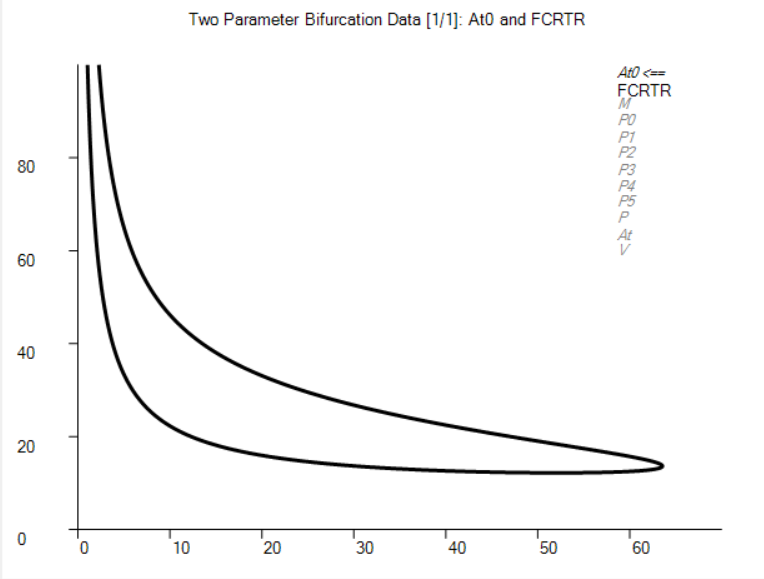 Two Parameter Bifurcation Data [1/1]: At0 and FCRTR
At0 <==
FCRTR
M
P0
P1
P2
P3
P4
P5
P
At
V
80
60
40
20
0
0 10 20 30 40 50 60